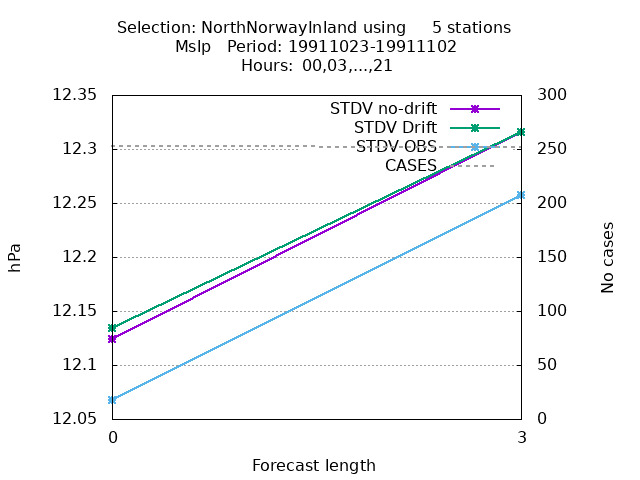 Selection: NorthNorwayInland using     5 stations
Mslp   Period: 19911023-19911102
Hours:  00,03,...,21
12.35
12.3
12.25
12.2
12.15
12.1
12.05
300
250
200
150
100
50
0
STDV no-drift
STDV Drift
STDV OBS
CASES
hPa
No cases
0
3
Forecast length